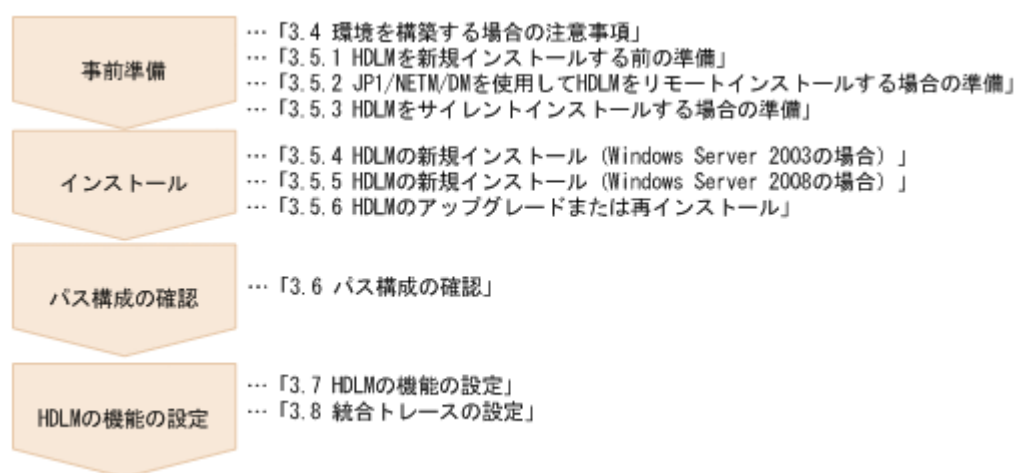 事前準備
… 「3.4 環境を構築する場合の注意事項」
… 「3.5.1 HDLMを新規インストールする前の準備」
… 「3.5.2 JP1/NETM/DMを使用してHDLMをリモートインストールする場合の準備」
… 「3.5.3 HDLMをサイレントインストールする場合の準備」
インストール
… 「3.5.4 HDLMの新規インストール（Windows Server 2003の場合）」
… 「3.5.5 HDLMの新規インストール（Windows Server 2008の場合）」
… 「3.5.6 HDLMのアップグレードまたは再インストール」
パス構成の確認
… 「3.6 パス構成の確認」
HDLMの機能の設定
… 「3.7 HDLMの機能の設定」
… 「3.8 統合トレースの設定」